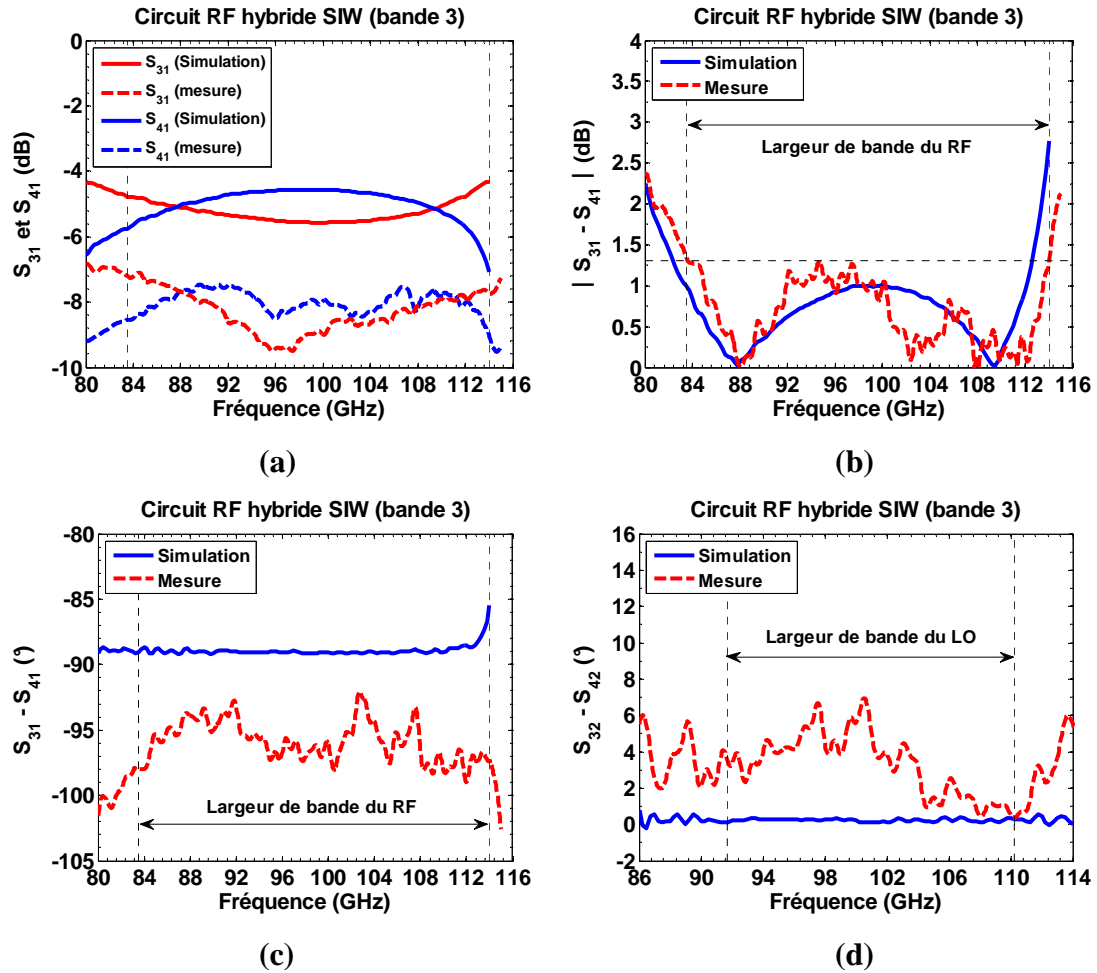 Circuit RF hybride SIW (bande 3)
S31 et S41 (dB)
0
-2
-4
-6
-8
-10
S31 (Simulation)
S31 (mesure)
S41 (Simulation)
S41 (mesure)
80 84 88 92 96 100 104 108 112 116
Fréquence (GHz)
(a)
Circuit RF hybride SIW (bande 3)
| S31 - S41 | (dB)
4
3.5
3
2.5
2
1.5
1
0.5
0
Simulation
Mesure
Largeur de bande du RF
80 84 88 92 96 100 104 108 112 116
Fréquence (GHz)
(b)
Circuit RF hybride SIW (bande 3)
S31 - S41 (°)
-80
-85
-90
-95
-100
-105
Simulation
Mesure
Largeur de bande du RF
80 84 88 92 96 100 104 108 112 116
Fréquence (GHz)
(c)
Circuit RF hybride SIW (bande 3)
S32 - S42 (°)
16
14
12
10
8
6
4
2
0
-2
Simulation
Mesure
Largeur de bande du LO
86 90 94 98 102 106 110 114
Fréquence (GHz)
(d)